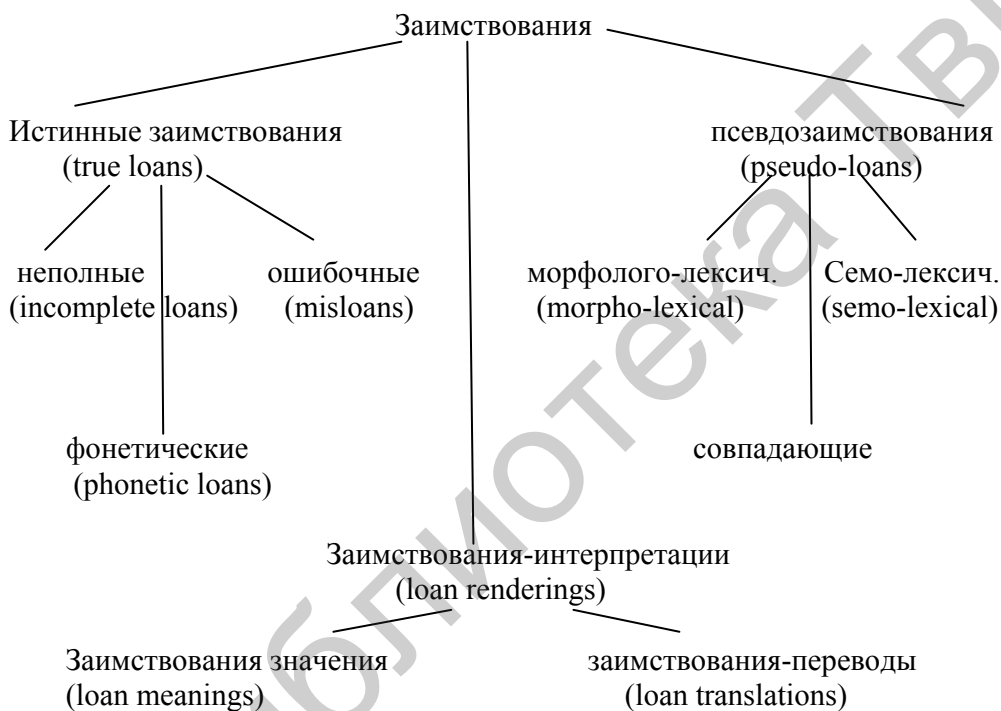 Заимствования
Истинные заимствования
(true loans)
псевдозаимствования
(pseudo-loans)
неполные
(incomplete loans)
ошибочные
(misloans)
морфолого-лексич.
(morpho-lexical)
Семо-лексич.
(semo-lexical)
фонетические
(phonetic loans)
совпадающие
Заимствования-интерпретации
(loan renderings)
Заимствования значения
(loan meanings)
заимствования-переводы
(loan translations)